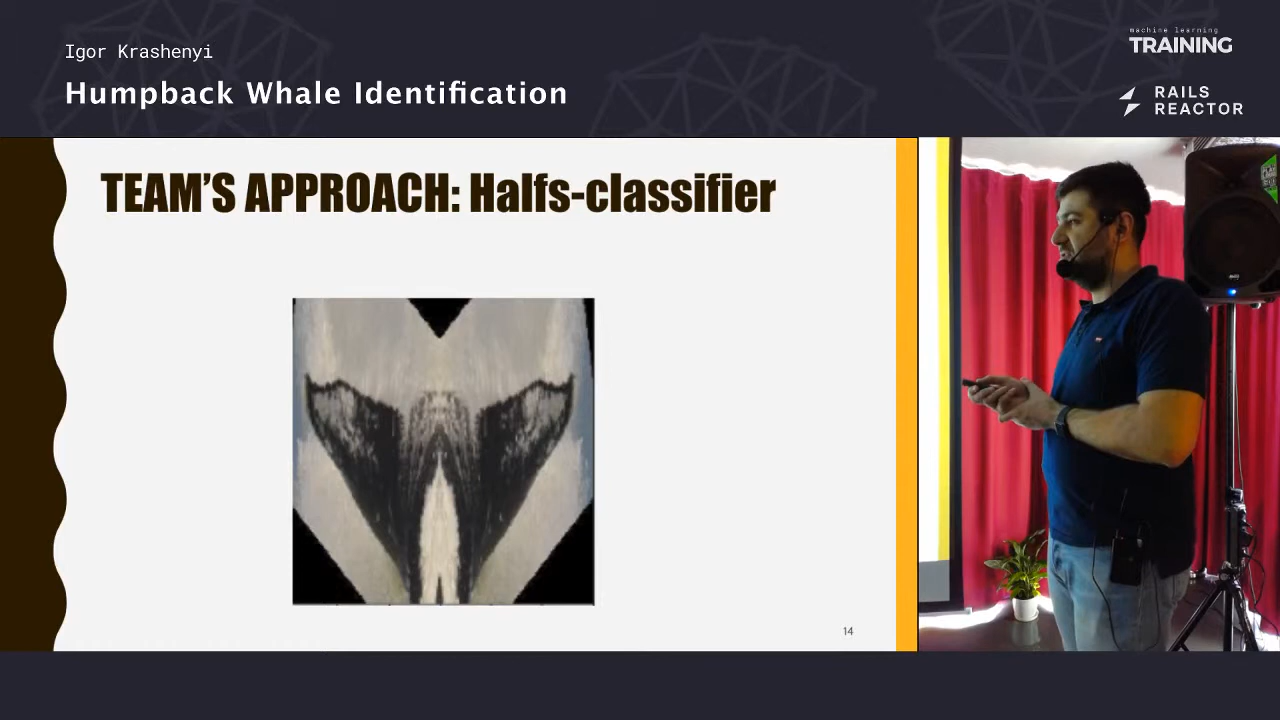 Igor Krashenyi
Humpback Whale Identification
machine learning
TRAINING
RAILS
REACTOR
TEAM'S APPROACH: Halfs-classifier
14